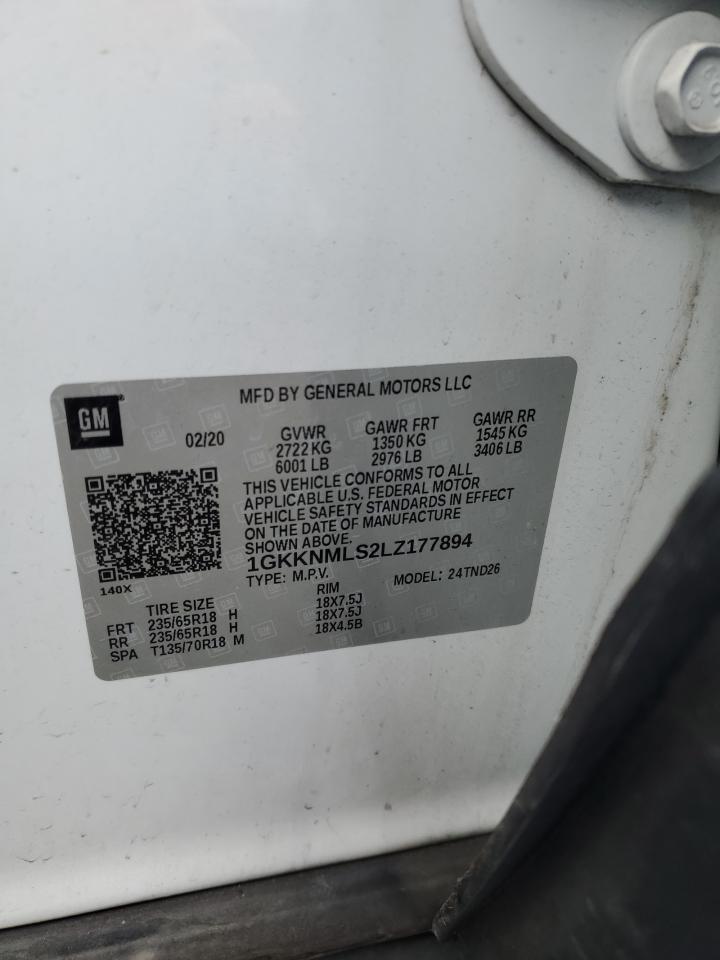 MFD BY GENERAL MOTORS LLC
GM
02/20
GVWR GAWR FRT GAWR RR
2722 KG 1350 KG 1545 KG
6001 LB 2976 LB 3406 LB
THIS VEHICLE CONFORMS TO ALL
APPLICABLE U.S. FEDERAL MOTOR
VEHICLE SAFETY STANDARDS IN EFFECT
ON THE DATE OF MANUFACTURE
SHOWN ABOVE.
1GKKNMLS2LZ177894
TYPE: M.P.V. MODEL: 24TND26
140X
TIRE SIZE RIM
FRT 235/65R18 H 18X7.5J
RR 235/65R18 H 18X7.5J
SPA T135/70R18 M 18X4.5B